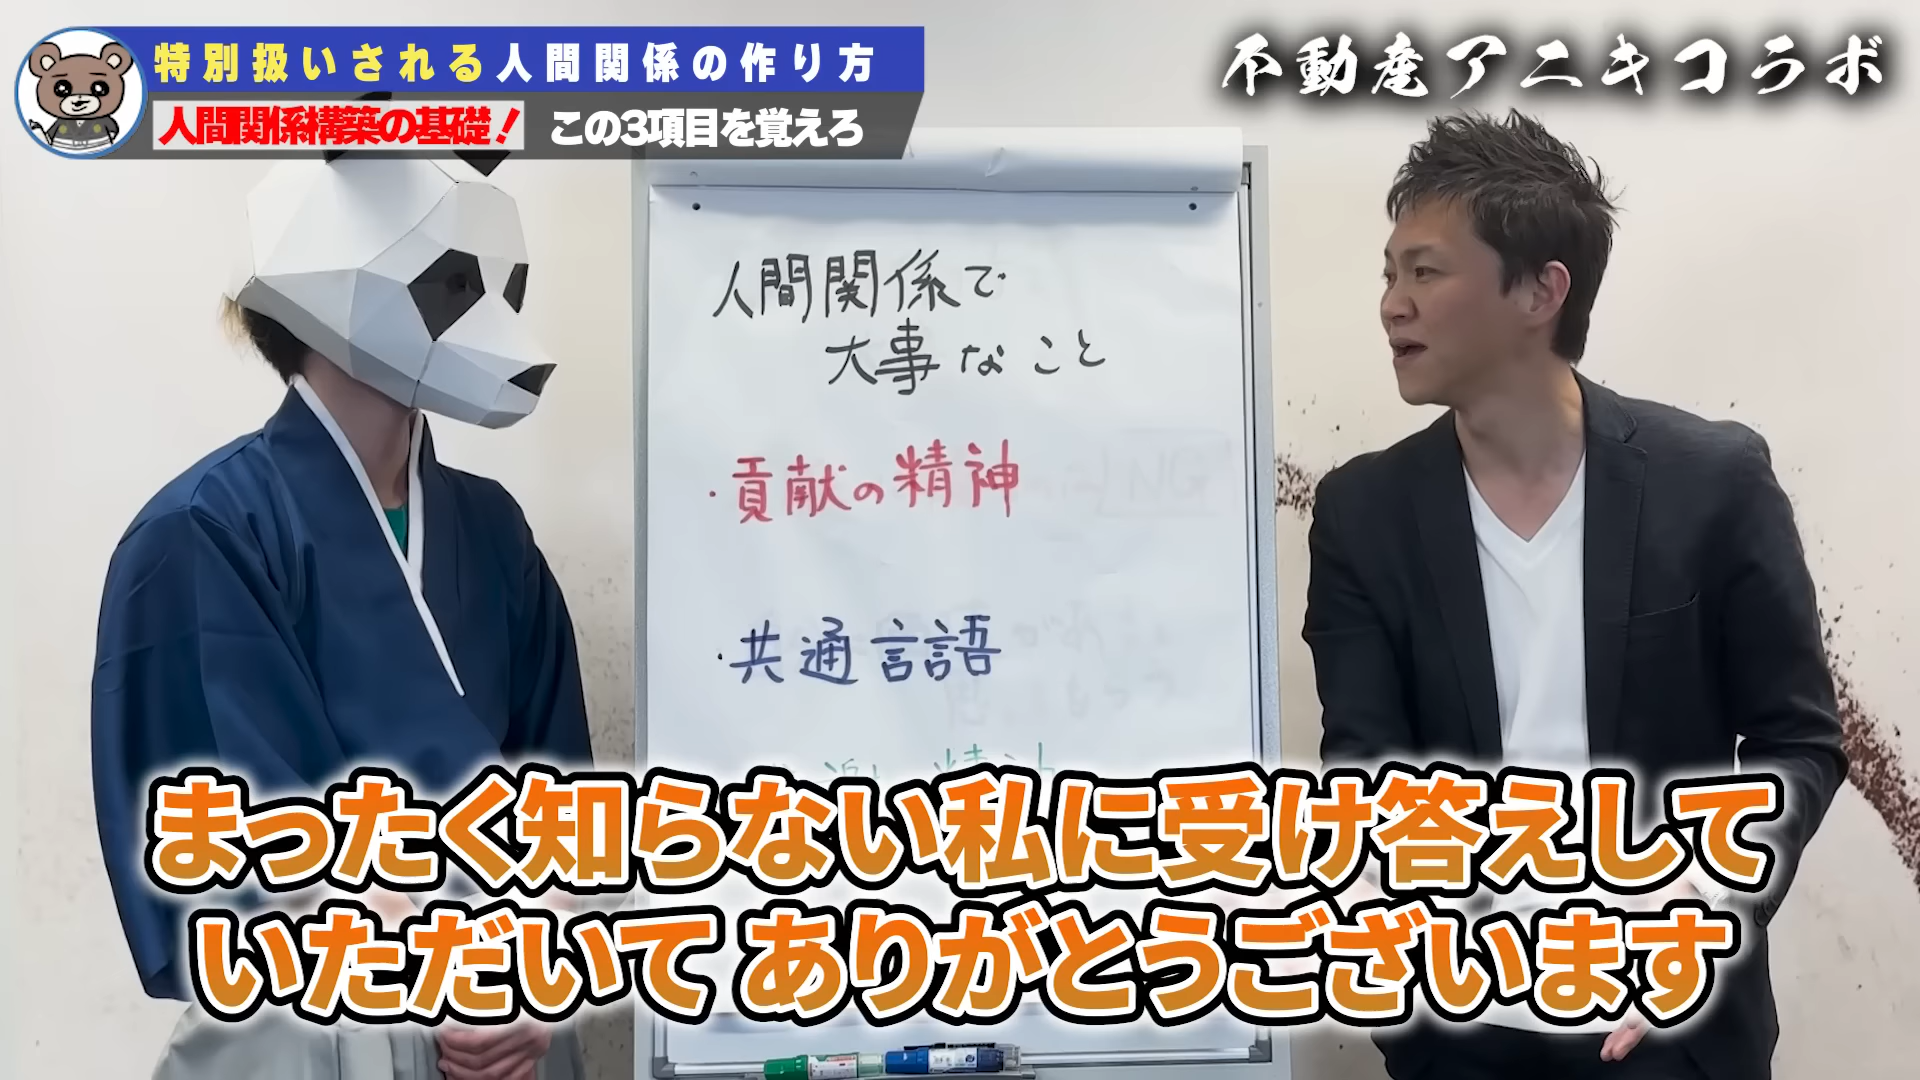 特別扱いされる人間関係の作り方
人間関係構築の基礎！ この3項目を覚えろ
不動産アニキコラボ
人間関係で
大事なこと
・貢献の精神
・共通言語
まったく知らない私に受け答えして
いただいて ありがとうございます